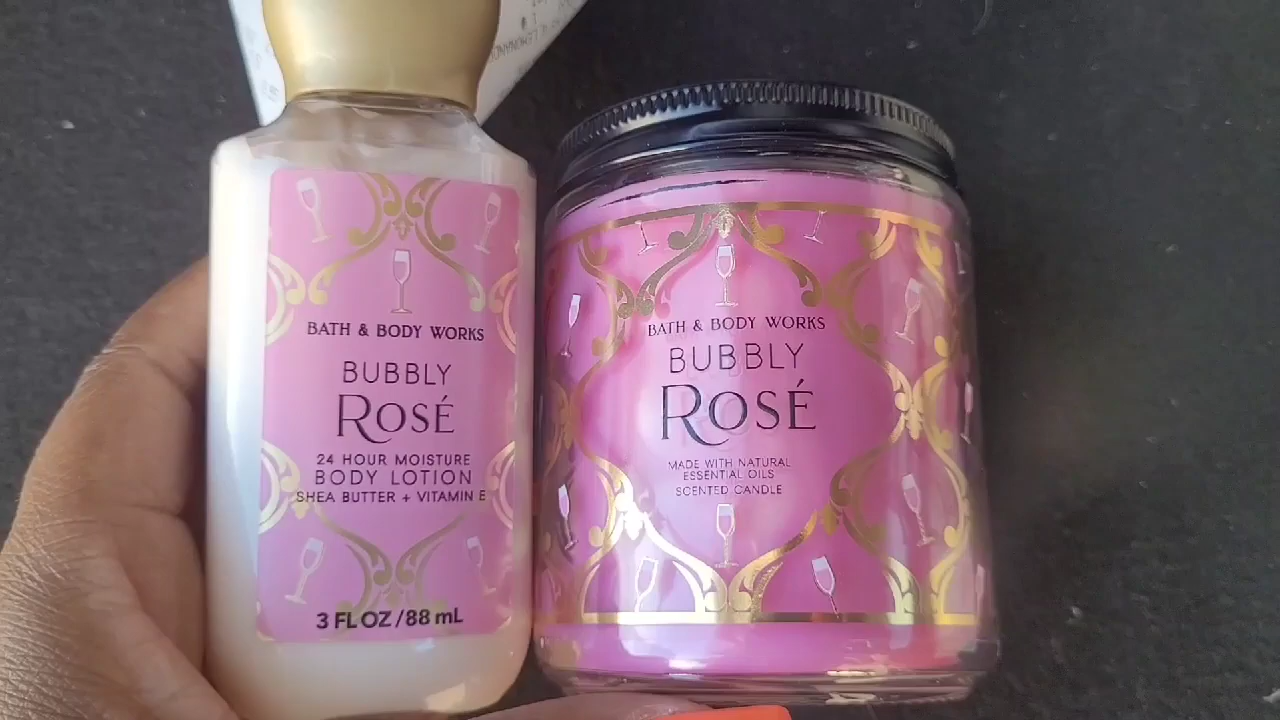 BATH & BODY WORKS
BUBBLY
ROSÉ
24 HOUR MOISTURE
BODY LOTION
SHEA BUTTER + VITAMIN E
3 FL OZ / 88 mL
BATH & BODY WORKS
BUBBLY
ROSÉ
MADE WITH NATURAL
ESSENTIAL OILS
SCENTED CANDLE